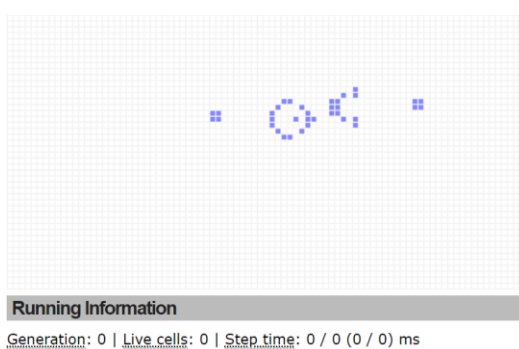 Running Information
Generation: 0 | Live cells: 0 | Step time: 0 / 0 (0 / 0) ms